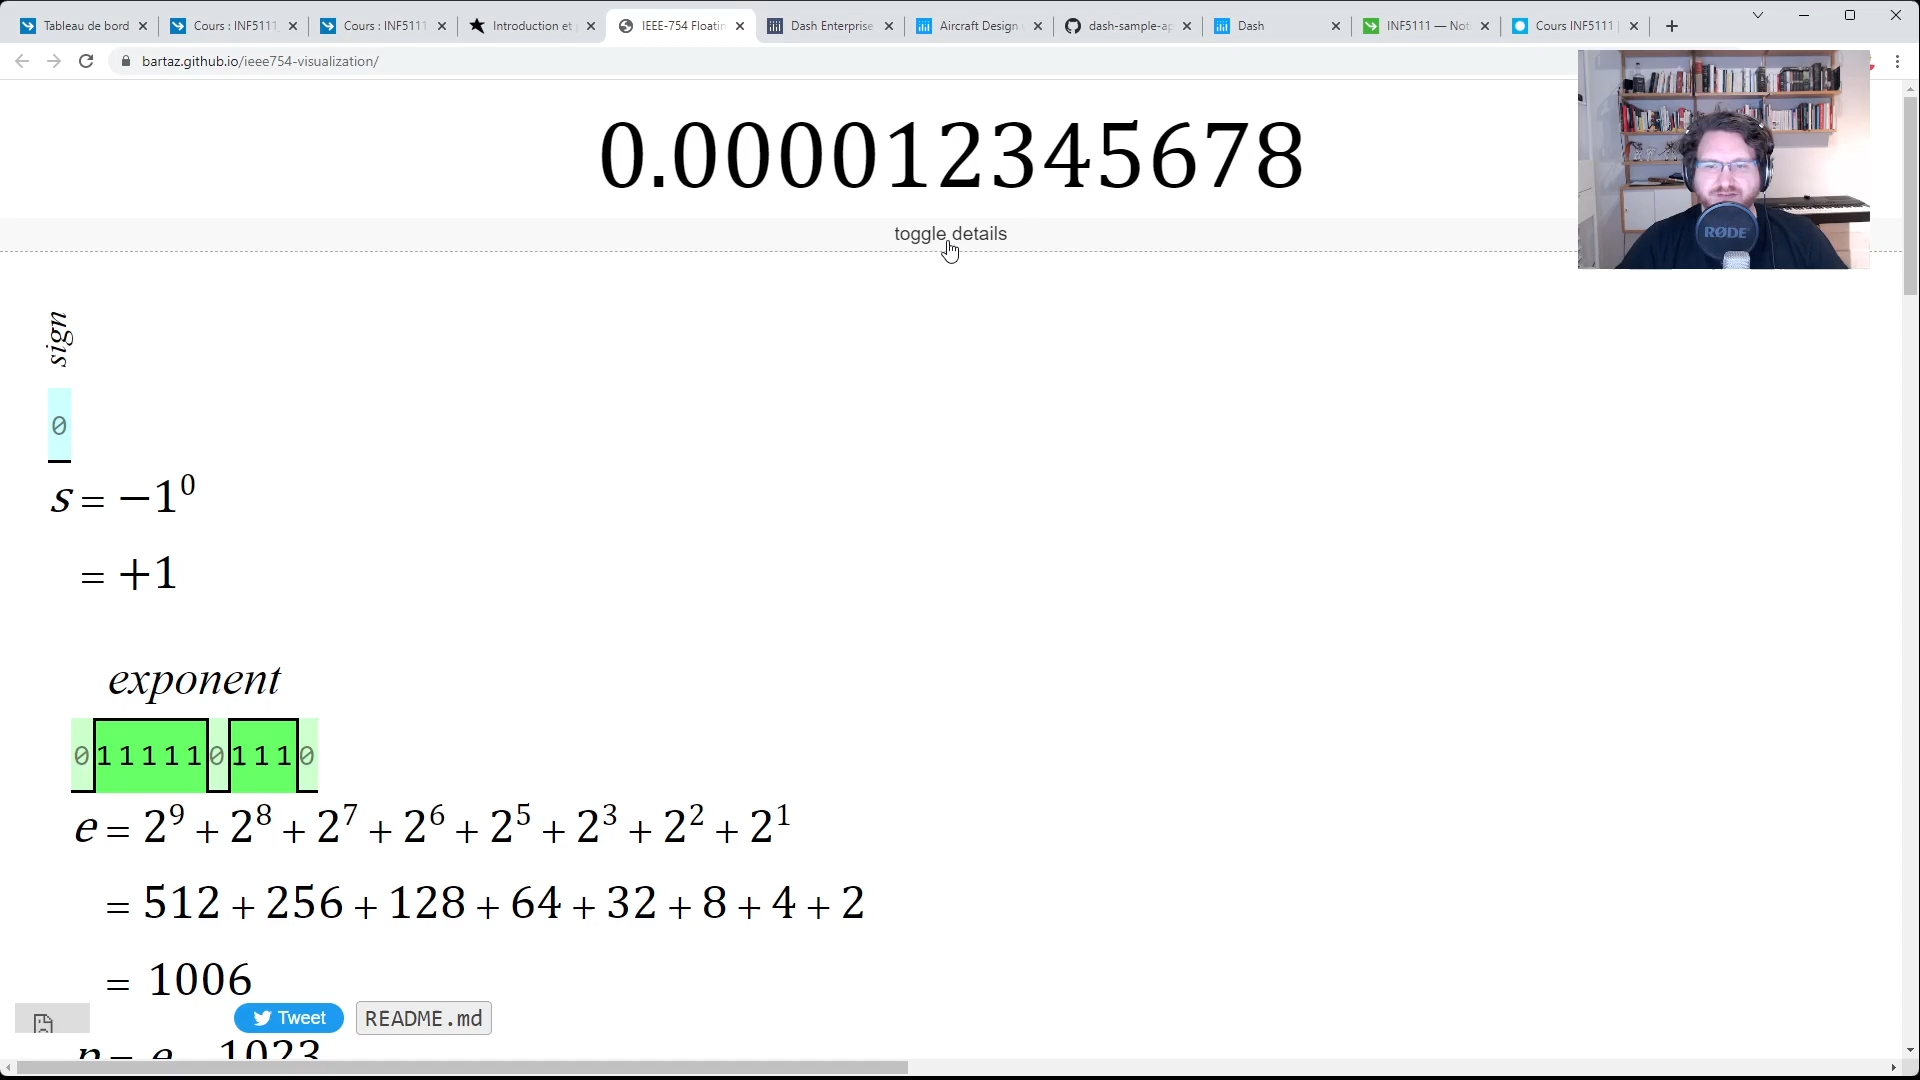 Tableau de bord
Cours : INF5111
Cours : INF5111
Introduction et
IEEE-754 Floatin
Dash Enterprise
Aircraft Design
dash-sample-ap
Dash
INF5111 — Not
Cours INF5111
bartaz.github.io/ieee754-visualization/
0.000012345678
toggle details
RØDE
sign
0
s = −1⁰
= +1
exponent
01111101110
e = 2⁹ + 2⁸ + 2⁷ + 2⁶ + 2⁵ + 2³ + 2² + 2¹
= 512 + 256 + 128 + 64 + 32 + 8 + 4 + 2
= 1006
Tweet
README.md
1023